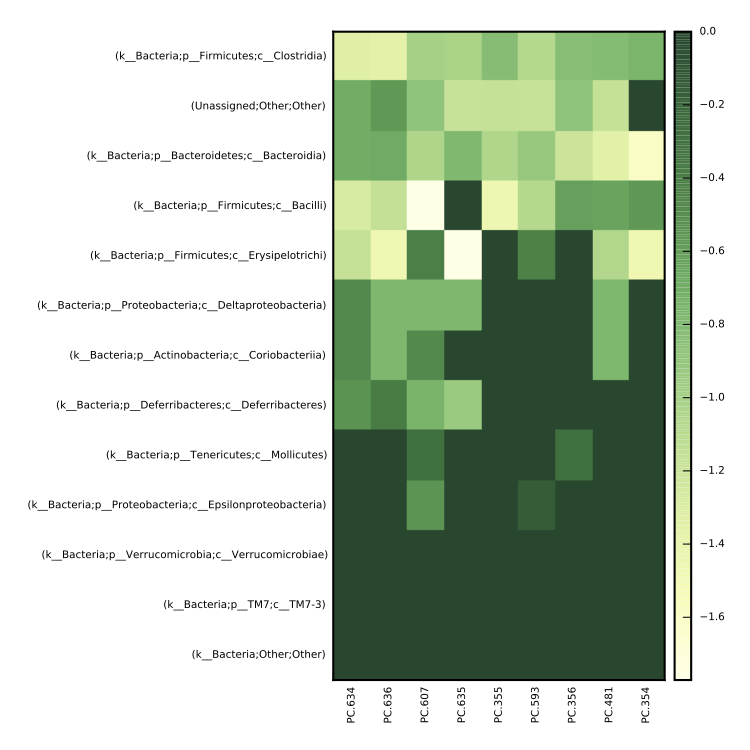 (k__Bacteria;p__Firmicutes;c__Clostridia)
(Unassigned;Other;Other)
(k__Bacteria;p__Bacteroidetes;c__Bacteroidia)
(k__Bacteria;p__Firmicutes;c__Bacilli)
(k__Bacteria;p__Firmicutes;c__Erysipelotrichi)
(k__Bacteria;p__Proteobacteria;c__Deltaproteobacteria)
(k__Bacteria;p__Actinobacteria;c__Coriobacteriia)
(k__Bacteria;p__Deferribacteres;c__Deferribacteres)
(k__Bacteria;p__Tenericutes;c__Mollicutes)
(k__Bacteria;p__Proteobacteria;c__Epsilonproteobacteria)
(k__Bacteria;p__Verrucomicrobia;c__Verrucomicrobiae)
(k__Bacteria;p__TM7;c__TM7-3)
(k__Bacteria;Other;Other)
PC.634
PC.636
PC.607
PC.635
PC.355
PC.593
PC.356
PC.481
PC.354
0.0
−0.2
−0.4
−0.6
−0.8
−1.0
−1.2
−1.4
−1.6